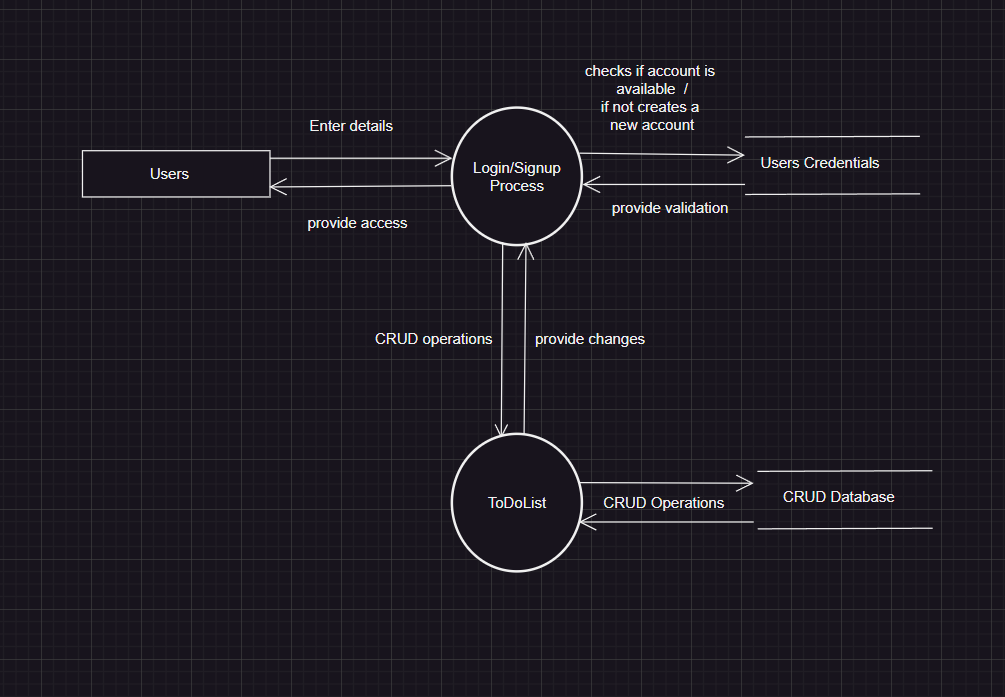 checks if account is
available /
if not creates a
new account
Enter details
Users
Login/Signup
Process
Users Credentials
provide access
provide validation
CRUD operations
provide changes
ToDoList
CRUD Operations
CRUD Database